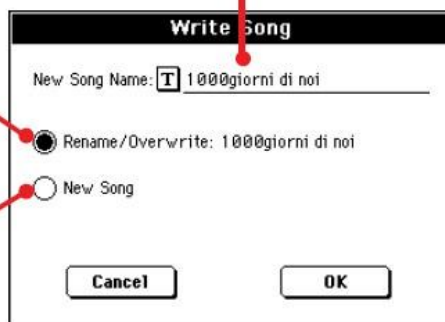 Write Song
New Song Name: T 1000giorni di noi
Rename/Overwrite: 1000giorni di noi
New Song
Cancel OK